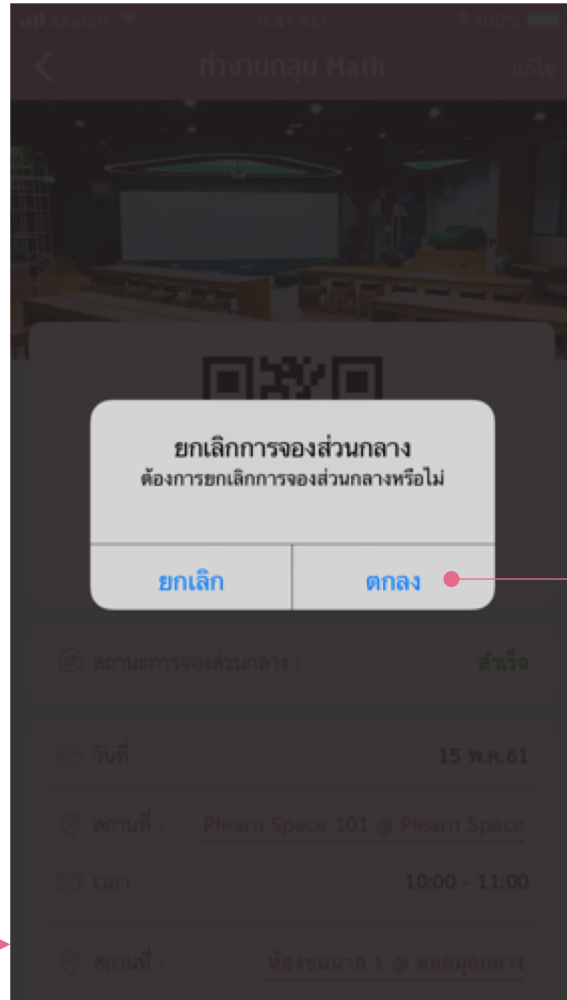 Sketch 9:41 AM 100%
ทำงานกลุ่ม Math แก้ไข
ยกเลิกการจองส่วนกลาง
ต้องการยกเลิกการจองส่วนกลางหรือไม่
ยกเลิก ตกลง
สถานะการจองส่วนกลาง : สำเร็จ
วันที่ 15 พ.ค.61
สถานที่ : Plearn Space 101 @ Plearn Space
เวลา 10:00 - 11:00
สถานที่ : ห้องชมนาด 1 @ หอสมุดกลาง